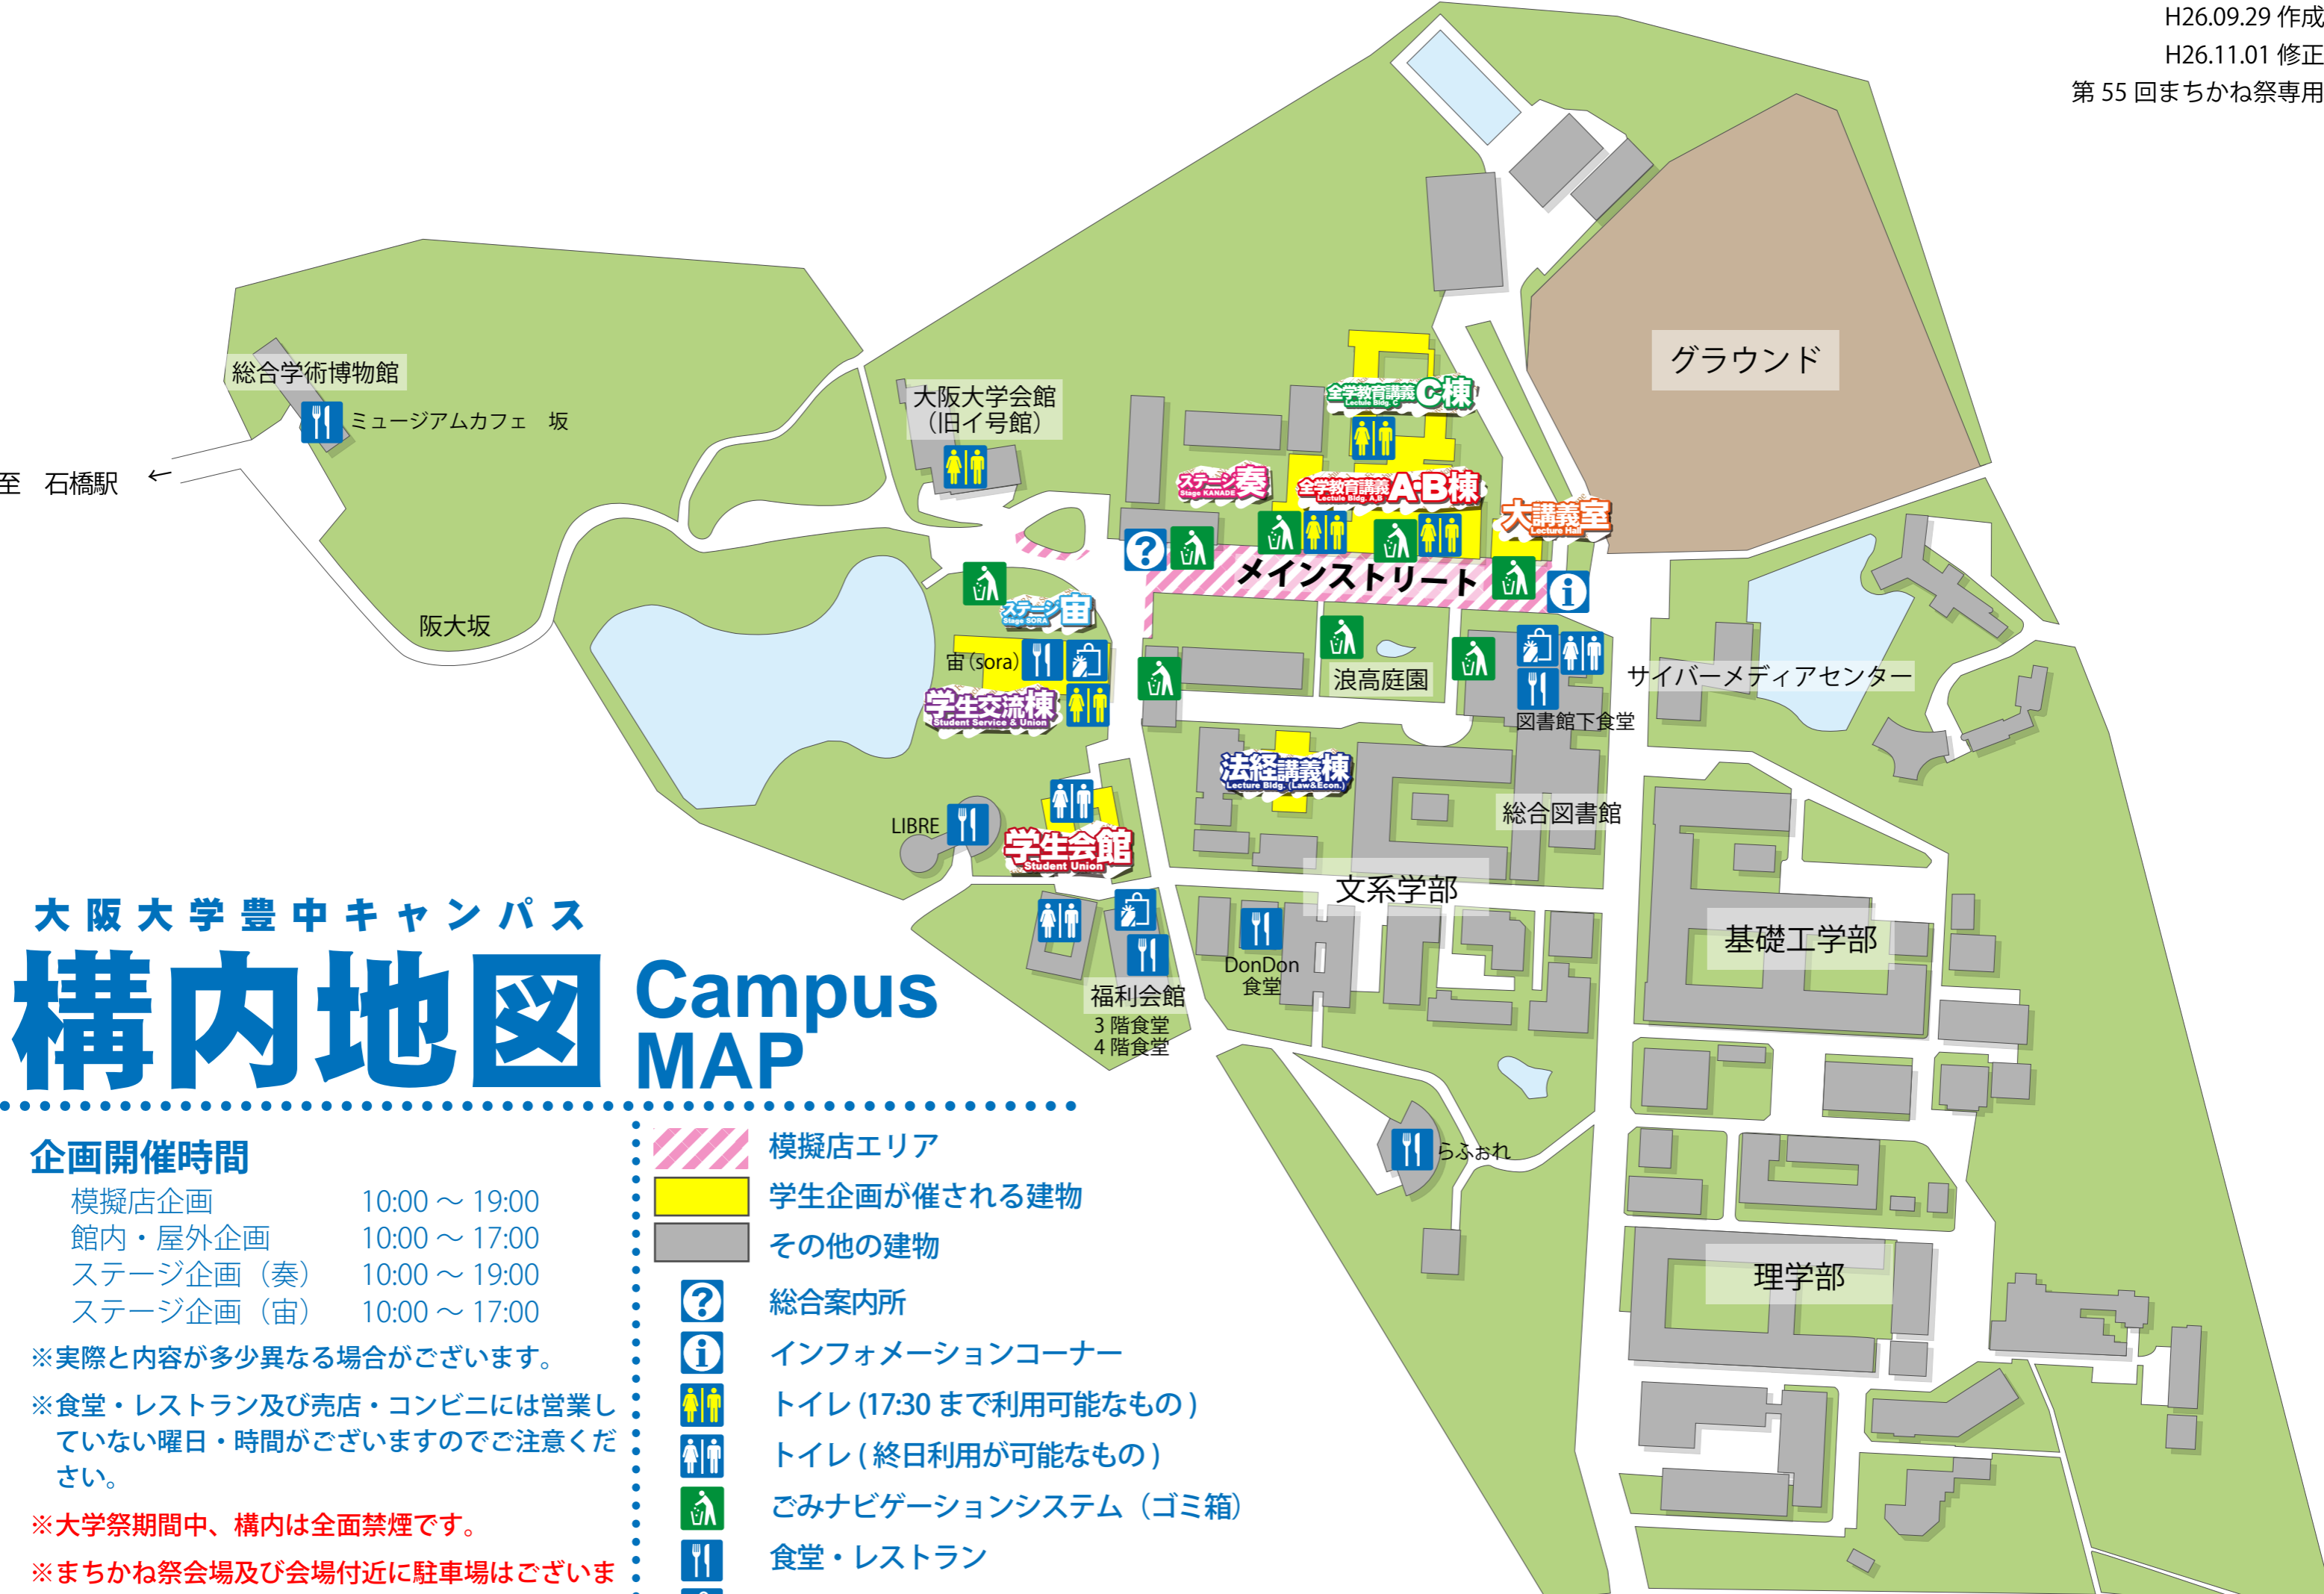 H26.09.29 作成
H26.11.01 修正
第 55 回まちかね祭専用
グラウンド
総合学術博物館
ミュージアムカフェ 坂
至 石橋駅 ←
大阪大学会館
（旧イ号館）
全学教育講義C棟
Lecture Bldg. C
ステージ奏
Stage KANADE
全学教育講義A・B棟
Lecture Bldg. A,B
大講義室
Lecture Hall
メインストリート
阪大坂
ステージ宙
Stage SORA
宙(sora)
学生交流棟
Student Service & Union
浪高庭園
サイバーメディアセンター
図書館下食堂
法経講義棟
Lecture Bldg. (Law&Econ.)
総合図書館
LIBRE
学生会館
Student Union
文系学部
基礎工学部
DonDon
食堂
福利会館
3 階食堂
4 階食堂
らふぉれ
理学部
大阪大学豊中キャンパス
構内地図 Campus
MAP
企画開催時間
模擬店企画 10:00 ～ 19:00
館内・屋外企画 10:00 ～ 17:00
ステージ企画（奏） 10:00 ～ 19:00
ステージ企画（宙） 10:00 ～ 17:00
※実際と内容が多少異なる場合がございます。
※食堂・レストラン及び売店・コンビニには営業し
ていない曜日・時間がございますのでご注意くだ
さい。
※大学祭期間中、構内は全面禁煙です。
※まちかね祭会場及び会場付近に駐車場はございま
模擬店エリア
学生企画が催される建物
その他の建物
総合案内所
インフォメーションコーナー
トイレ (17:30 まで利用可能なもの )
トイレ ( 終日利用が可能なもの )
ごみナビゲーションシステム（ゴミ箱）
食堂・レストラン